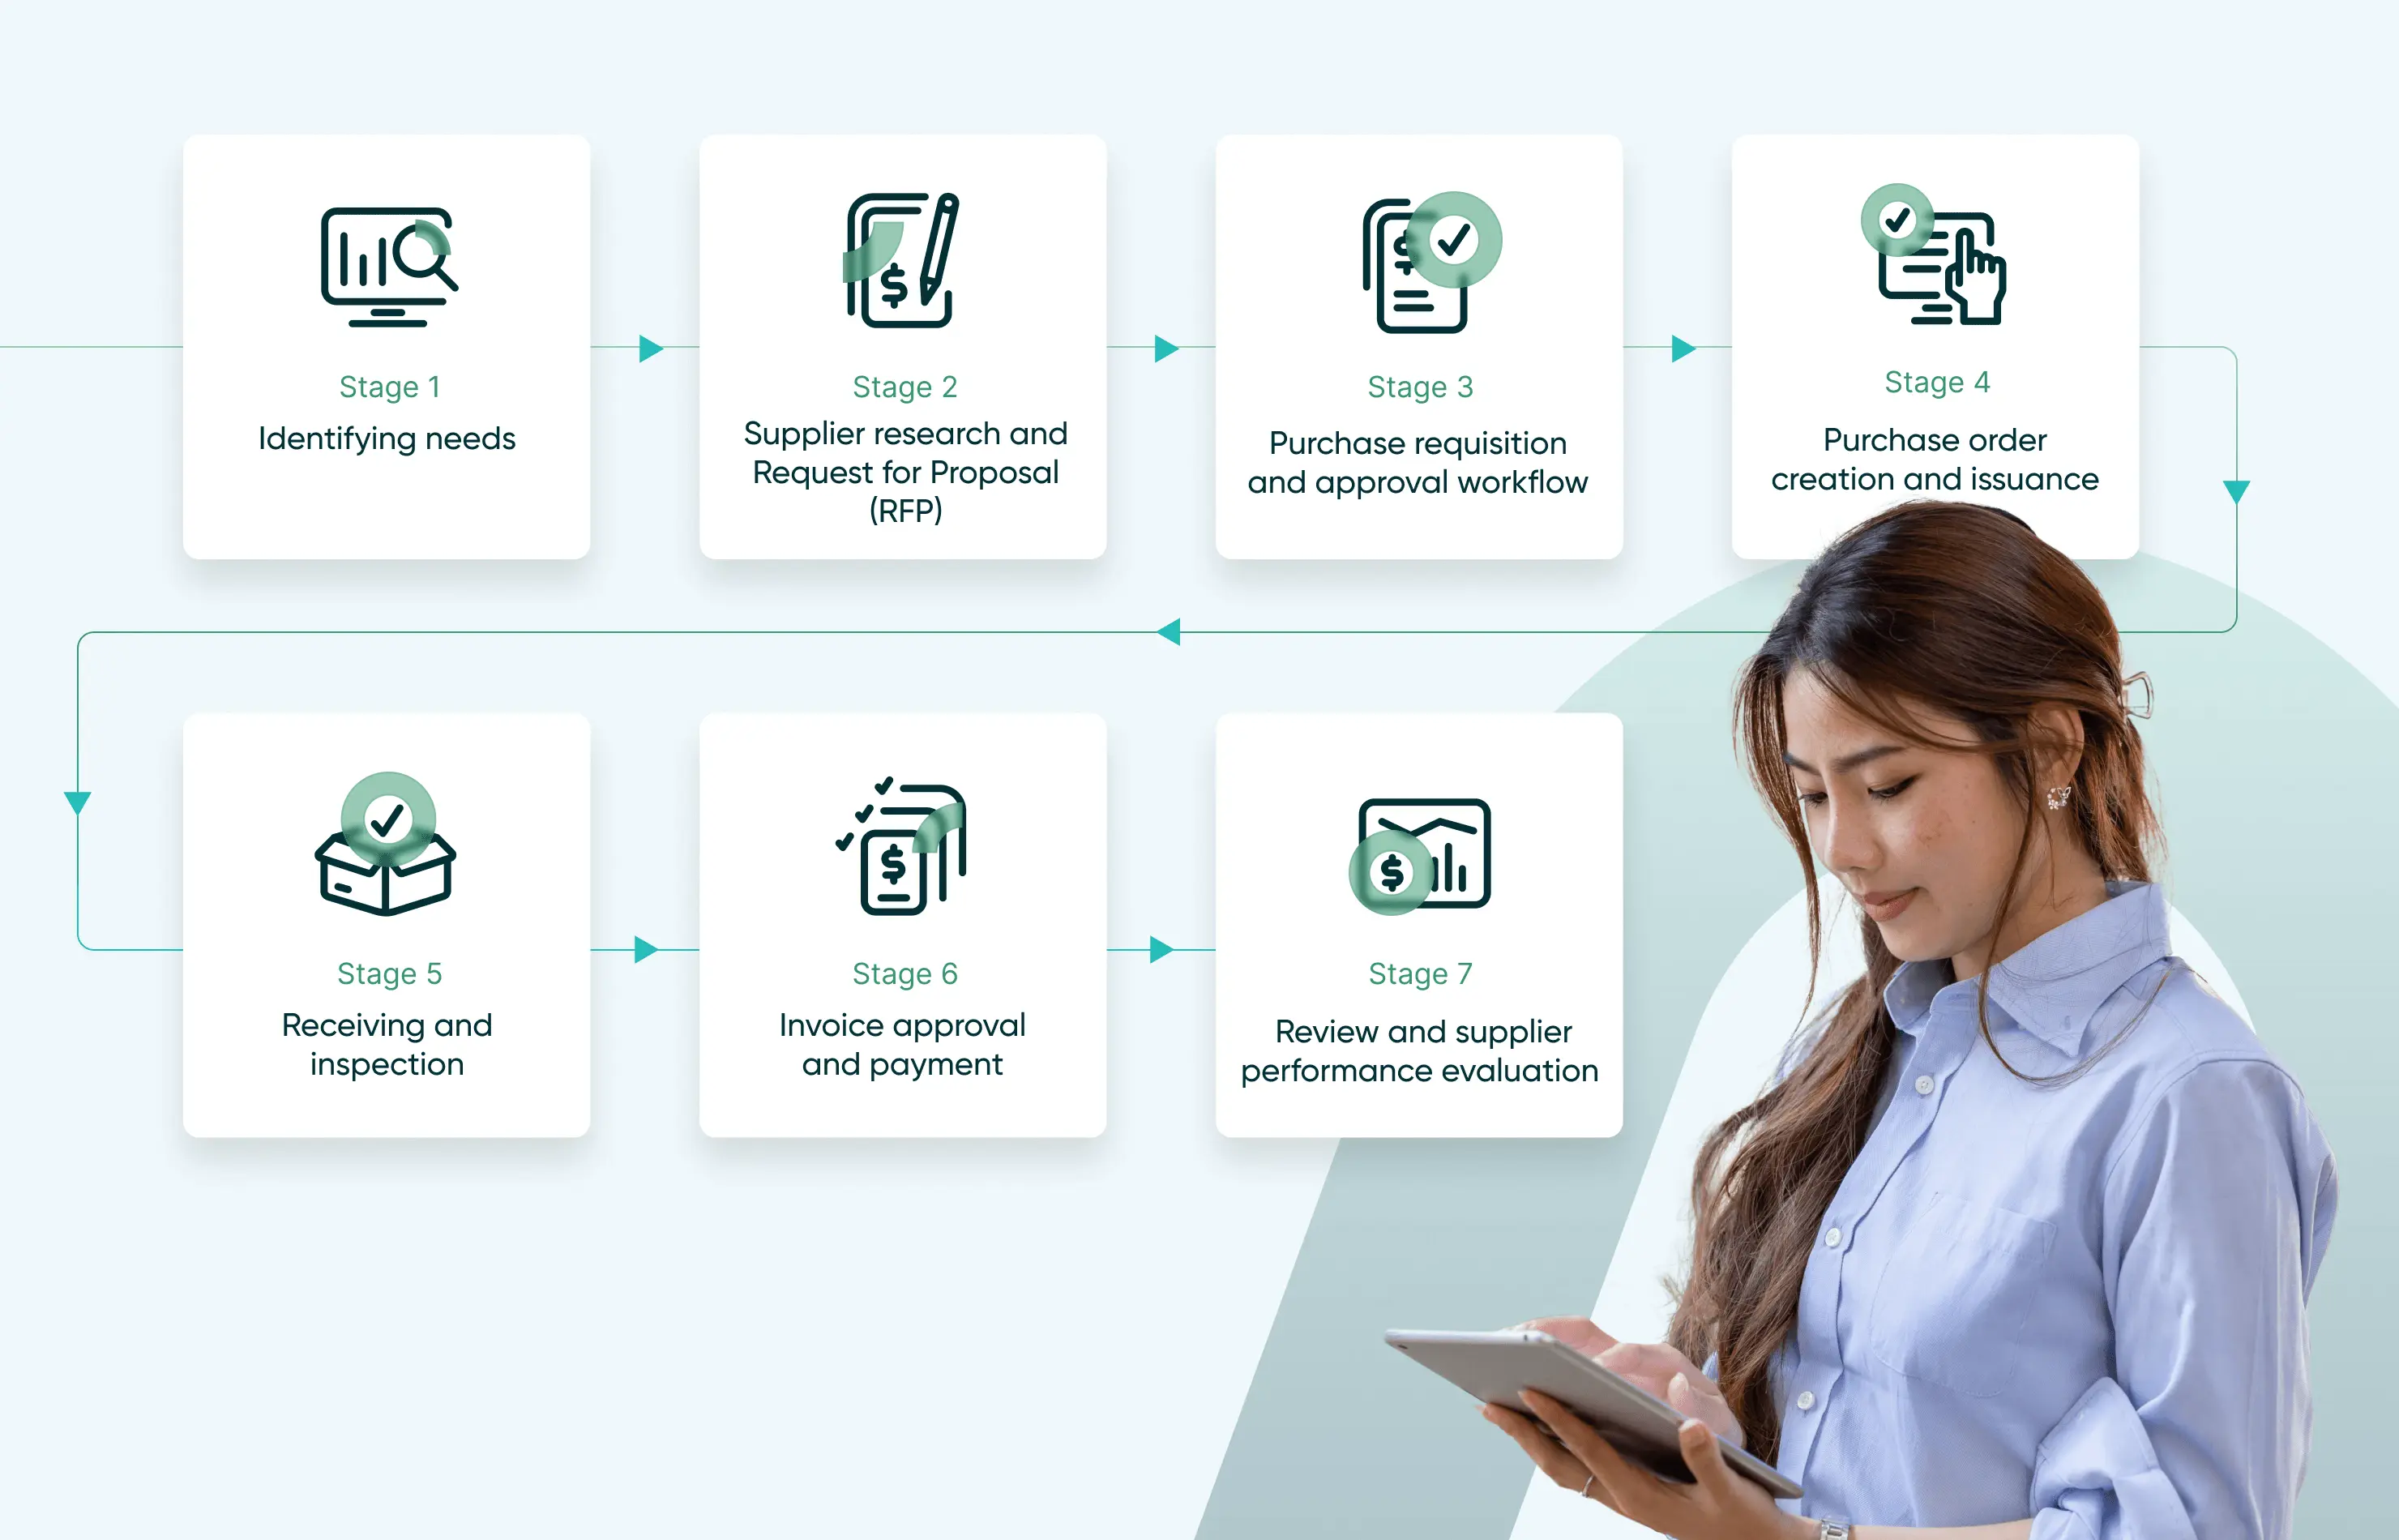 Stage 1
Identifying needs
Stage 2
Supplier research and
Request for Proposal
(RFP)
Stage 3
Purchase requisition
and approval workflow
Stage 4
Purchase order
creation and issuance
Stage 5
Receiving and
inspection
Stage 6
Invoice approval
and payment
Stage 7
Review and supplier
performance evaluation